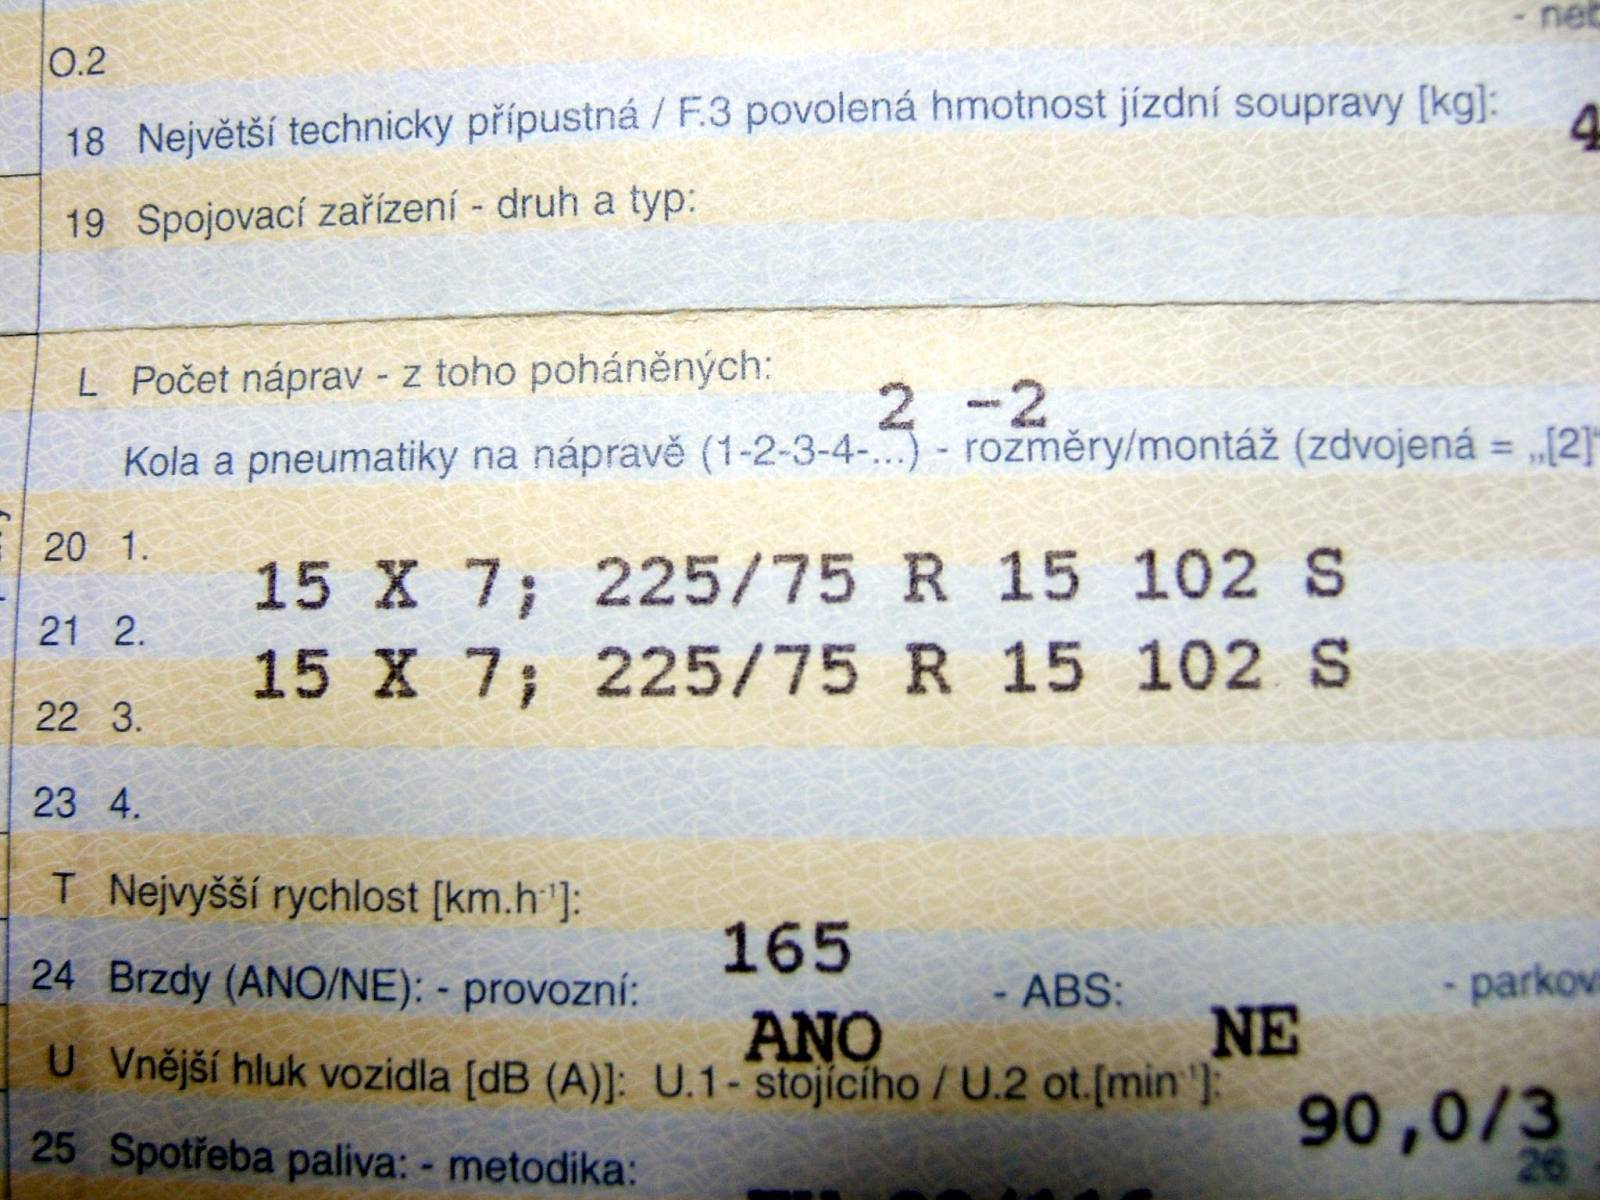 O.2
18 Největší technicky přípustná / F.3 povolená hmotnost jízdní soupravy [kg]: 4
19 Spojovací zařízení - druh a typ:
L Počet náprav - z toho poháněných:
2 -2
Kola a pneumatiky na nápravě (1-2-3-4-...) - rozměry/montáž (zdvojená = „[2]“
20 1.
15 X 7; 225/75 R 15 102 S
21 2.
15 X 7; 225/75 R 15 102 S
22 3.
23 4.
T Nejvyšší rychlost [km.h⁻¹]:
165
24 Brzdy (ANO/NE): - provozní: - ABS:
ANO NE
U Vnější hluk vozidla [dB (A)]: U.1 - stojícího / U.2 ot.[min⁻¹]:
90,0/3
25 Spotřeba paliva: - metodika:
26